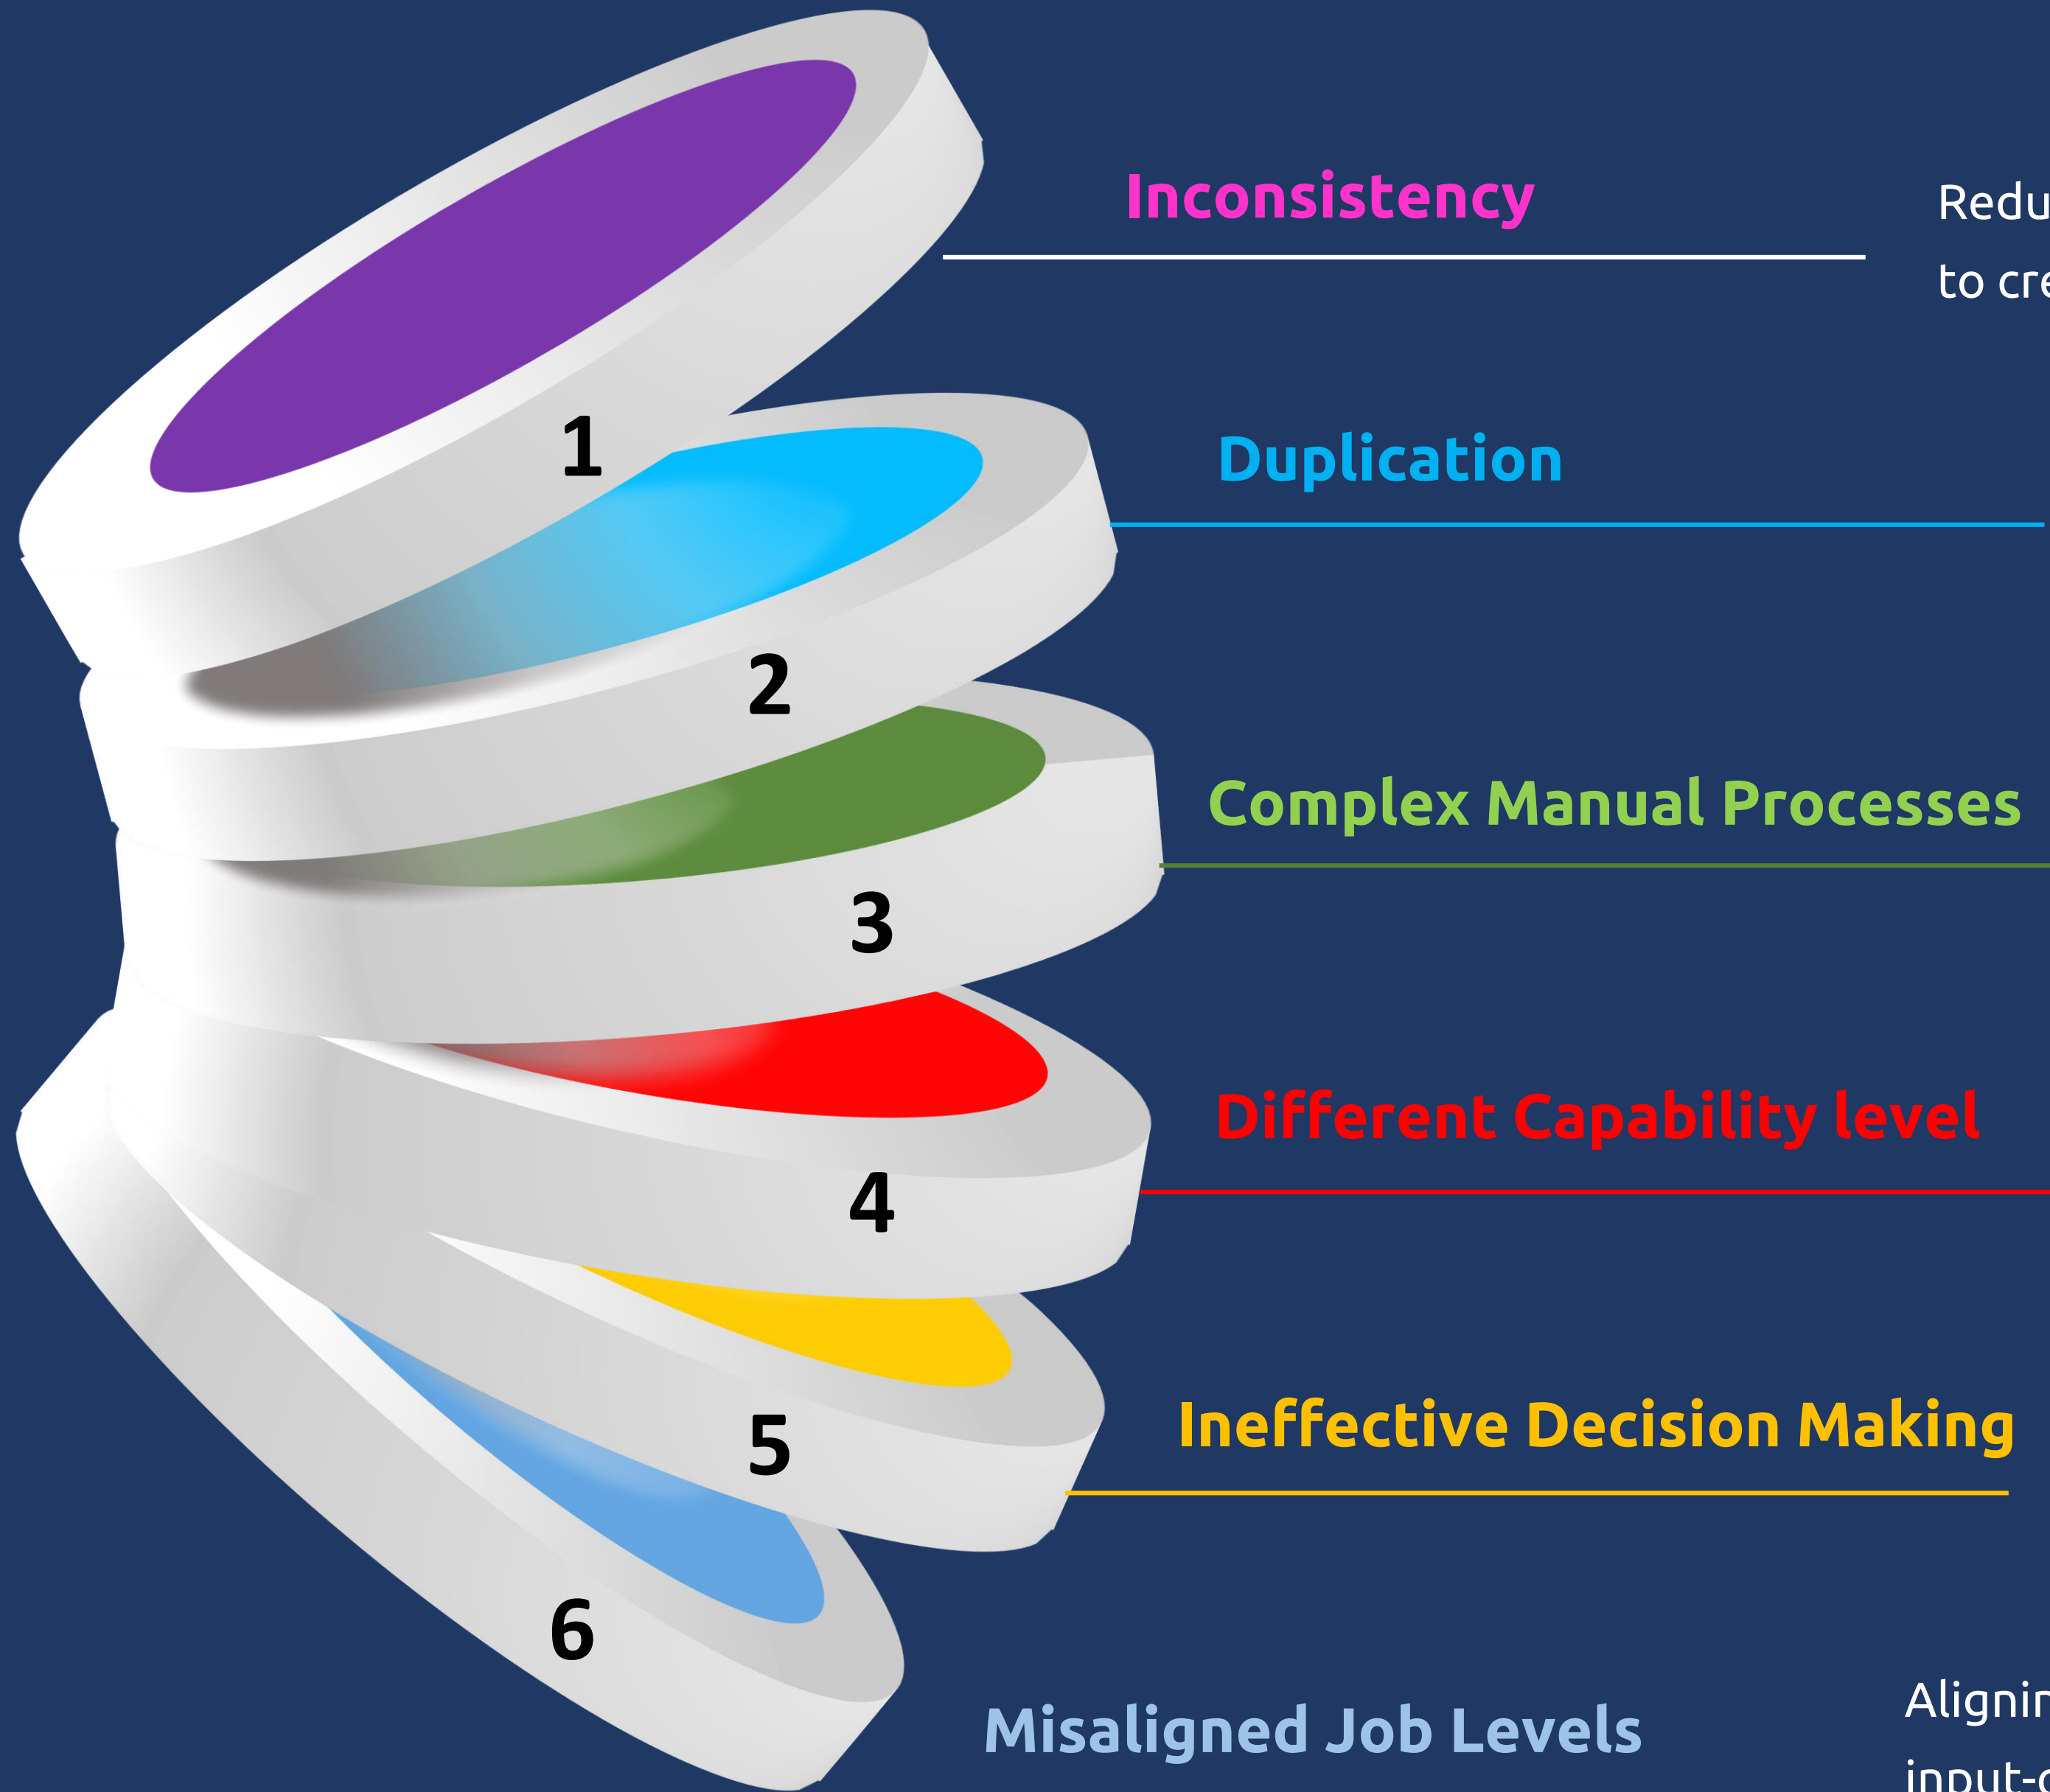 Inconsistency
1
Duplication
2
Complex Manual Processes
3
Different Capability level
4
Ineffective Decision Making
5
6
Misaligned Job Levels
to